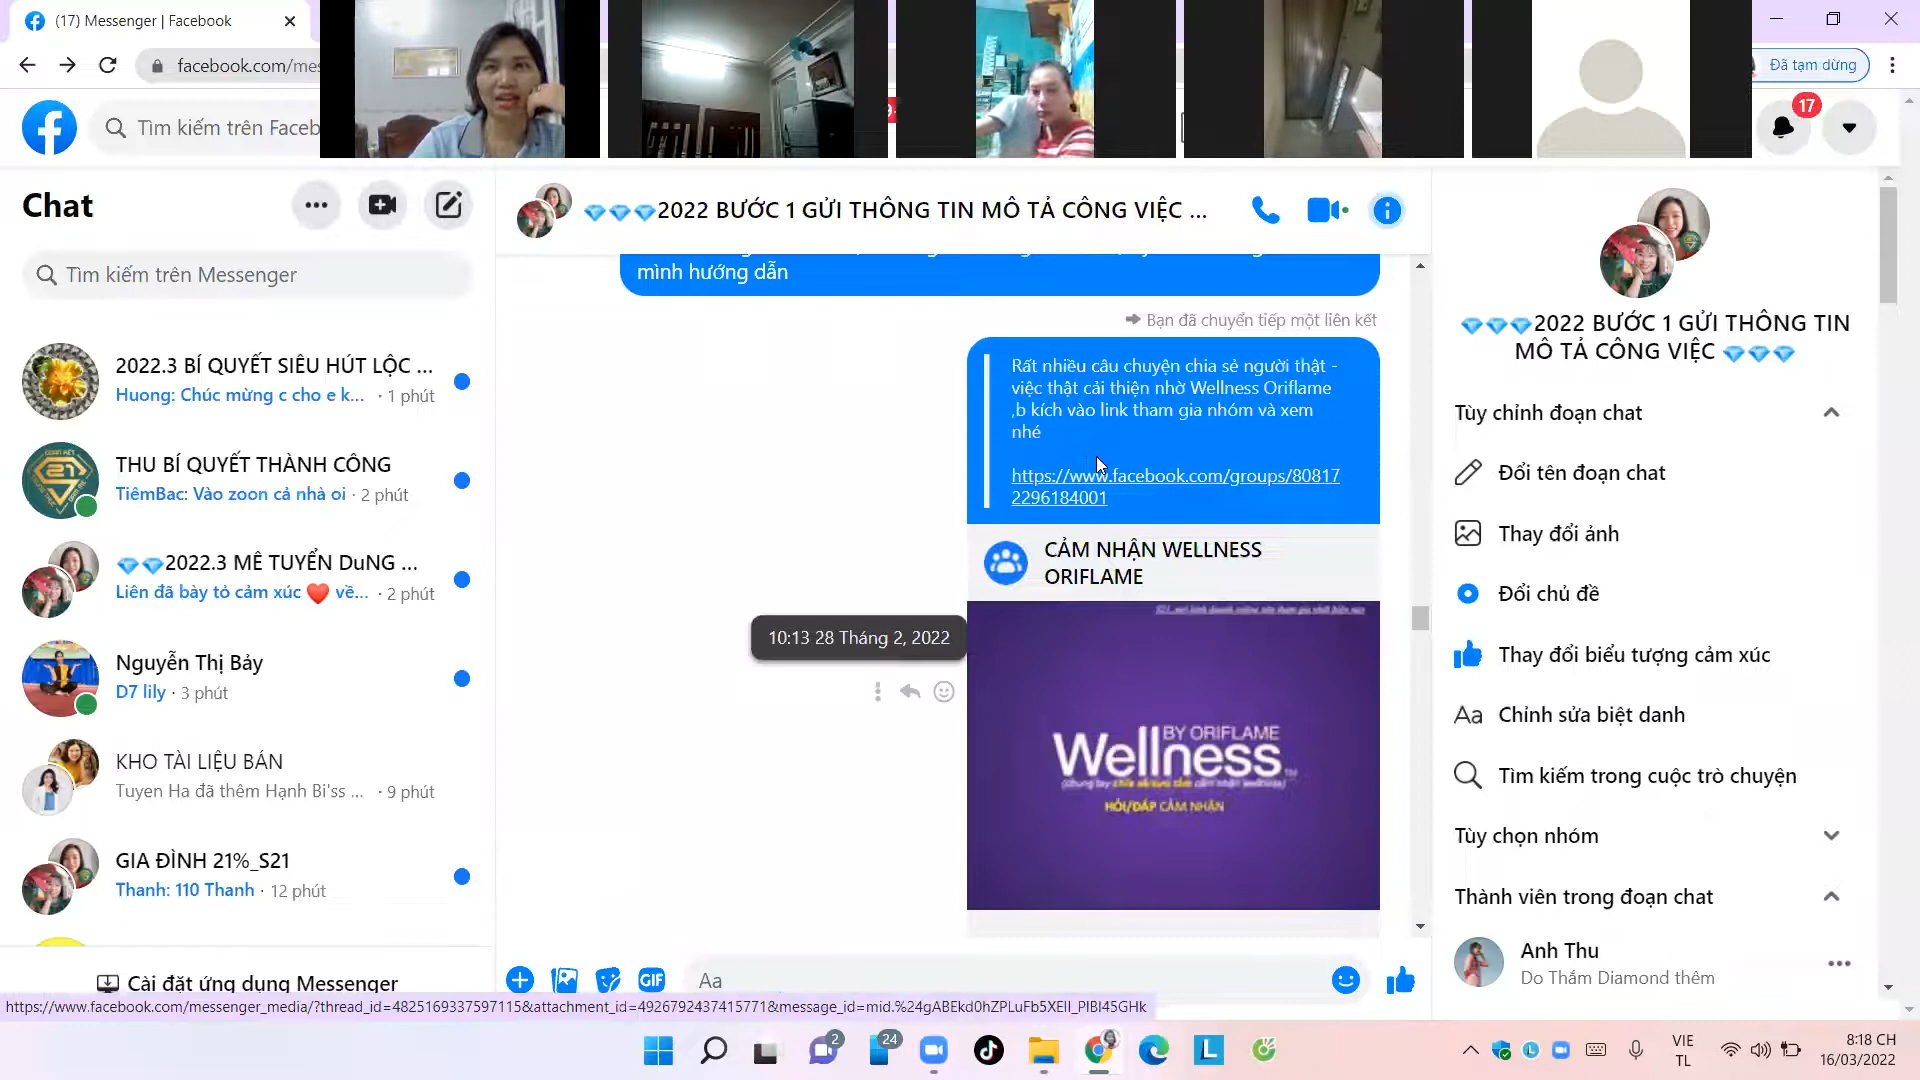 (17) Messenger | Facebook
facebook.com/mes
Đã tạm dừng
Tìm kiếm trên Faceb
17
Chat
Tìm kiếm trên Messenger
2022.3 BÍ QUYẾT SIÊU HÚT LỘC ...
Huong: Chúc mừng c cho e k... · 1 phút
THU BÍ QUYẾT THÀNH CÔNG
TiêmBac: Vào zoon cả nhà oi · 2 phút
💎💎2022.3 MÊ TUYỂN DuNG ...
Liên đã bày tỏ cảm xúc ❤️ về... · 2 phút
Nguyễn Thị Bảy
D7 lily · 3 phút
KHO TÀI LIỆU BÁN
Tuyen Ha đã thêm Hạnh Bi'ss ... · 9 phút
GIA ĐÌNH 21%_S21
Thanh: 110 Thanh · 12 phút
Cài đặt ứng dụng Messenger
💎💎💎2022 BƯỚC 1 GỬI THÔNG TIN MÔ TẢ CÔNG VIỆC ...
mình hướng dẫn
Bạn đã chuyển tiếp một liên kết
Rất nhiều câu chuyện chia sẻ người thật -
việc thật cải thiện nhờ Wellness Oriflame
,b kích vào link tham gia nhóm và xem
nhé
https://www.facebook.com/groups/80817
2296184001
CẢM NHẬN WELLNESS
ORIFLAME
10:13 28 Tháng 2, 2022
BY ORIFLAME
Wellness
HỎI/ĐÁP CẢM NHẬN
GIF
Aa
💎💎💎2022 BƯỚC 1 GỬI THÔNG TIN
MÔ TẢ CÔNG VIỆC 💎💎💎
Tùy chỉnh đoạn chat
Đổi tên đoạn chat
Thay đổi ảnh
Đổi chủ đề
Thay đổi biểu tượng cảm xúc
Aa Chỉnh sửa biệt danh
Tìm kiếm trong cuộc trò chuyện
Tùy chọn nhóm
Thành viên trong đoạn chat
Anh Thu
Do Thắm Diamond thêm
https://www.facebook.com/messenger_media/?thread_id=4825169337597115&attachment_id=4926792437415771&message_id=mid.%24gABEkd0hZPLuFb5XEII_PIBI45GHk
2
24
L
VIE
TL
8:18 CH
16/03/2022